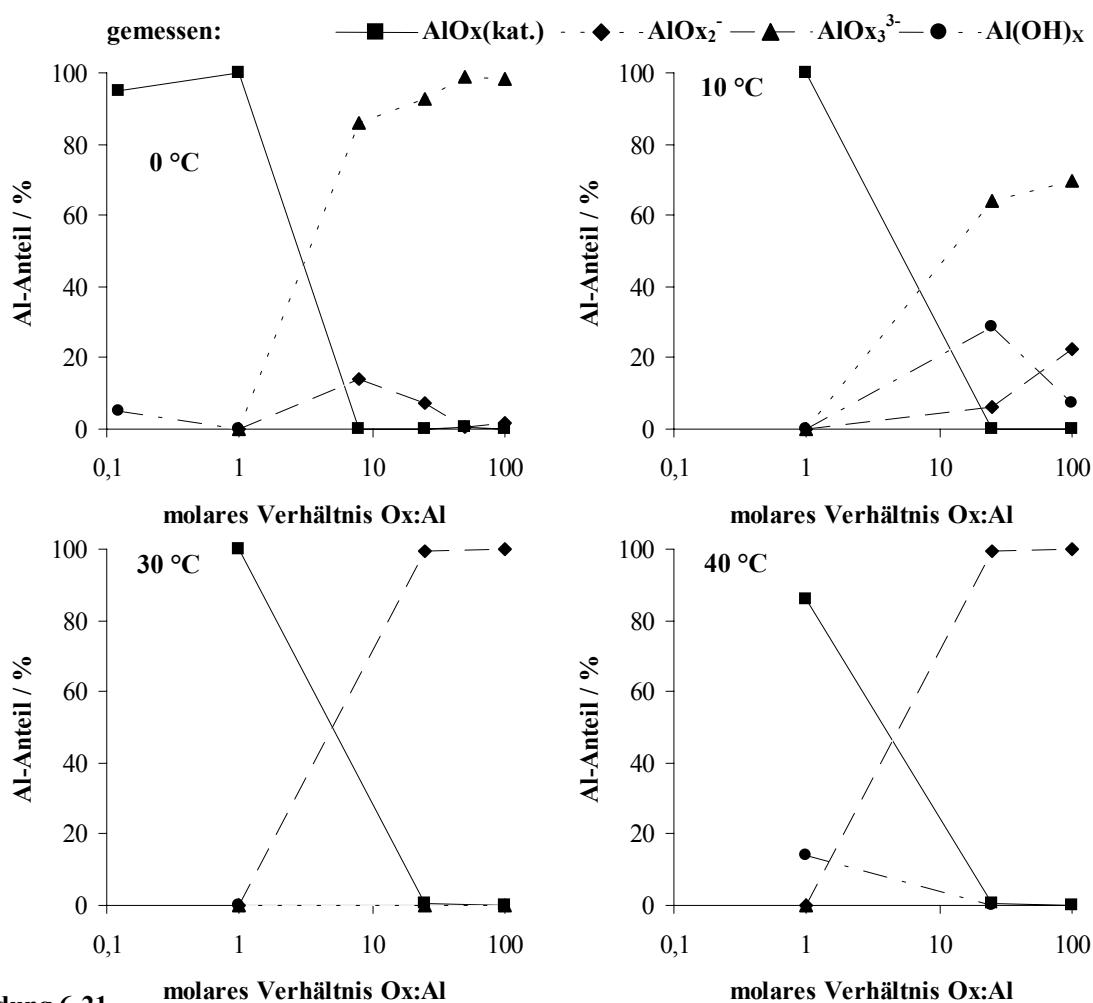 gemessen: AlOx(kat.) AlOx₂⁻ AlOx₃³⁻ Al(OH)ₓ
100
80
60
40
20
0
0,1 1 10 100
Al-Anteil / %
0 °C
molares Verhältnis Ox:Al
100
80
60
40
20
0
0,1 1 10 100
Al-Anteil / %
10 °C
molares Verhältnis Ox:Al
100
80
60
40
20
0
0,1 1 10 100
Al-Anteil / %
30 °C
molares Verhältnis Ox:Al
100
80
60
40
20
0
0,1 1 10 100
Al-Anteil / %
40 °C
molares Verhältnis Ox:Al